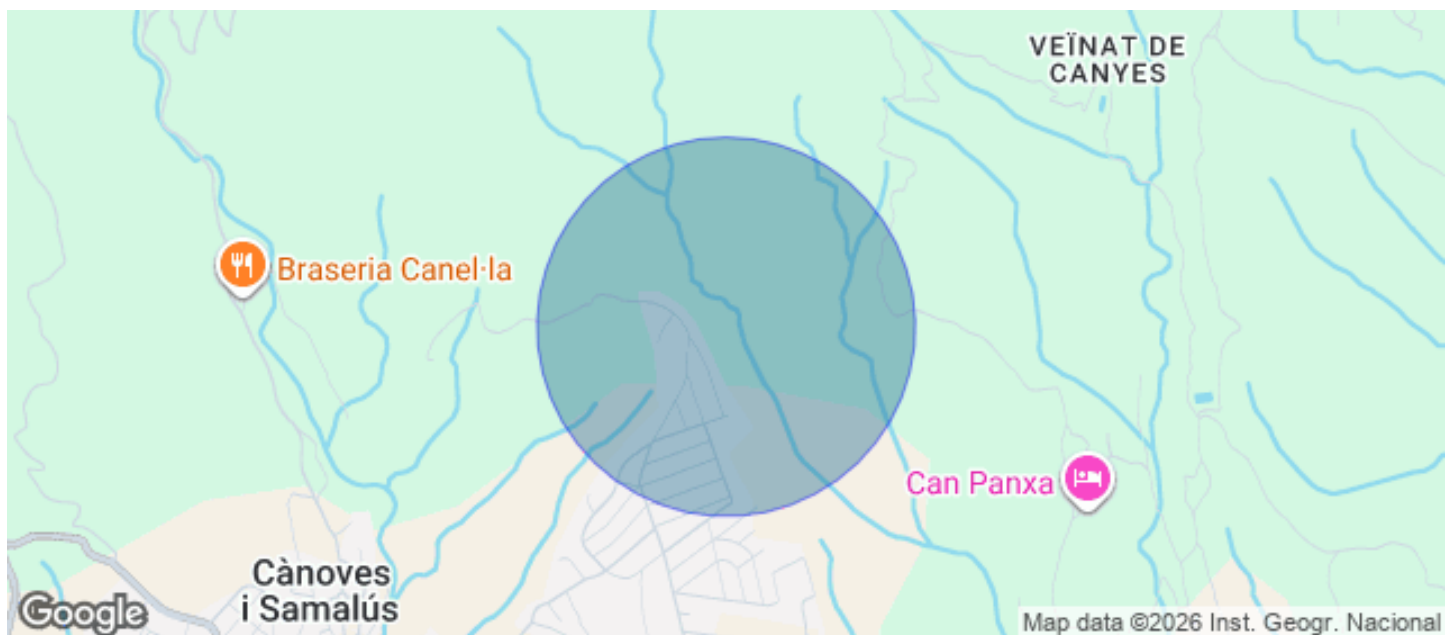 VEÏNAT DE
CANYES
Braseria Canel·la
Can Panxa
Cànoves
i Samalús
Google
Map data ©2026 Inst. Geogr. Nacional